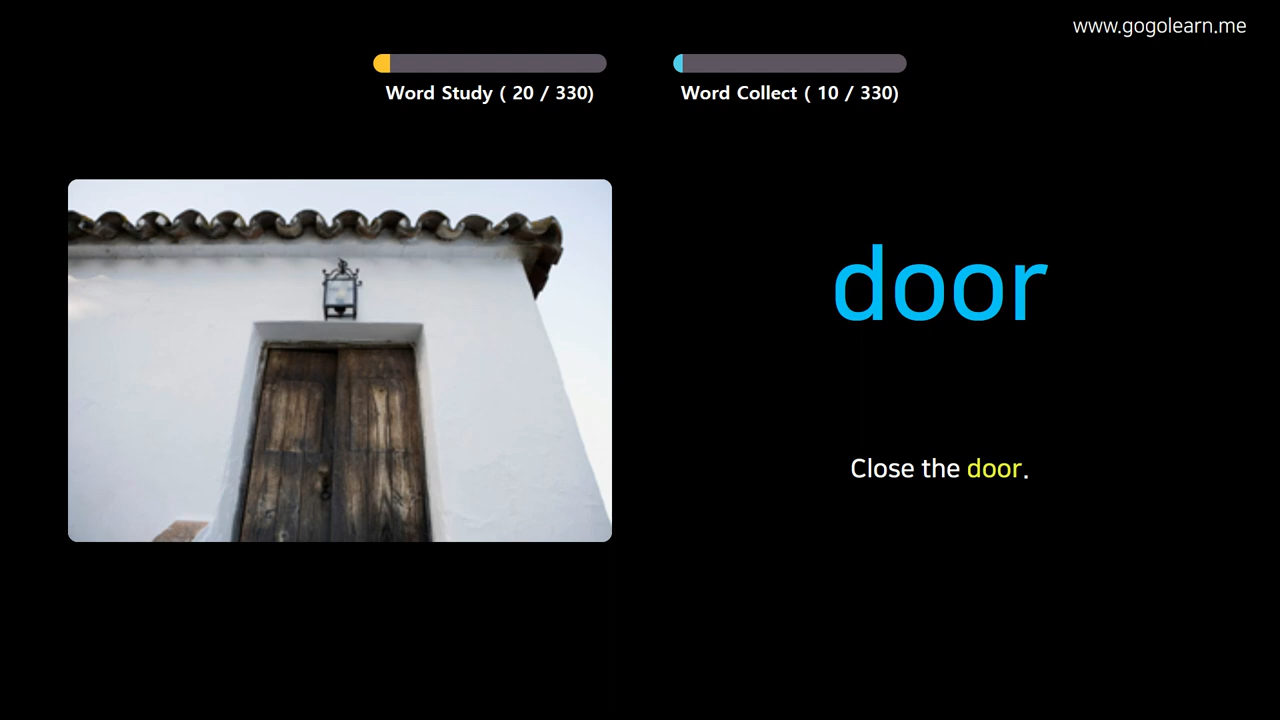 www.gogolearn.me
Word Study ( 20 / 330)
Word Collect ( 10 / 330)
door
Close the door.